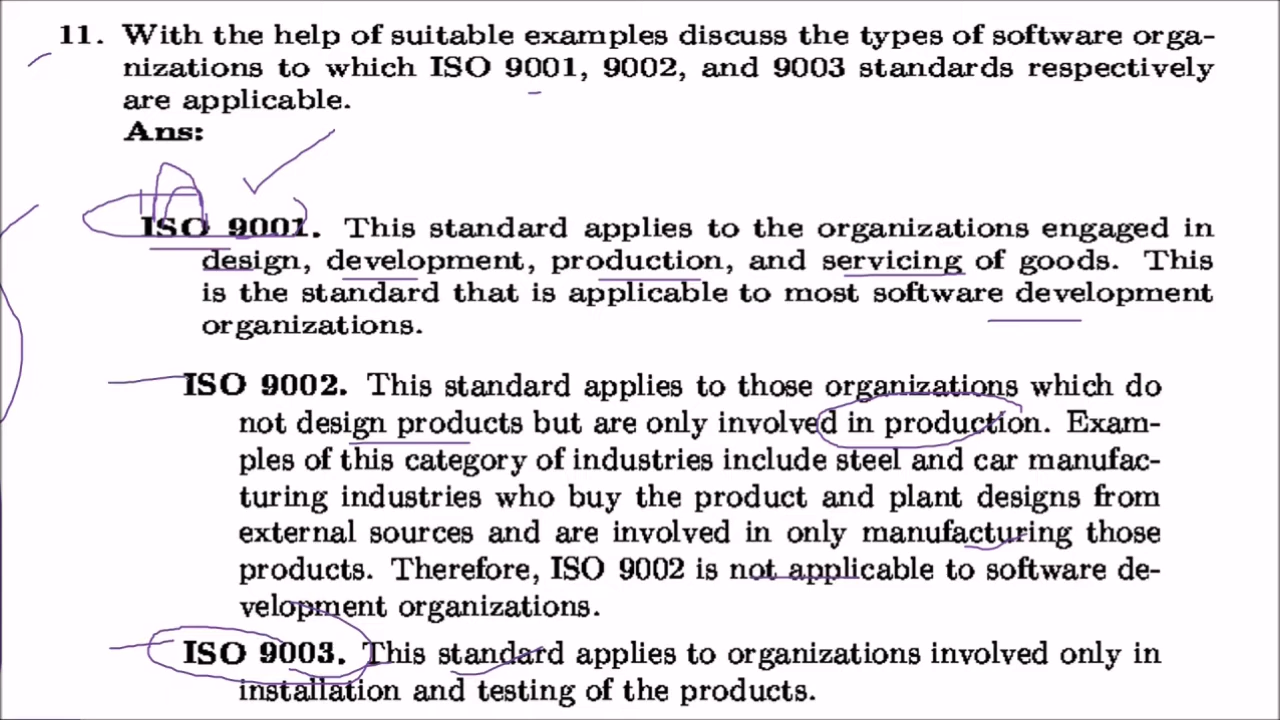 11. With the help of suitable examples discuss the types of software orga-
nizations to which ISO 9001, 9002, and 9003 standards respectively
are applicable.
Ans:
ISO 9001. This standard applies to the organizations engaged in
design, development, production, and servicing of goods. This
is the standard that is applicable to most software development
organizations.
ISO 9002. This standard applies to those organizations which do
not design products but are only involved in production. Exam-
ples of this category of industries include steel and car manufac-
turing industries who buy the product and plant designs from
external sources and are involved in only manufacturing those
products. Therefore, ISO 9002 is not applicable to software de-
velopment organizations.
ISO 9003. This standard applies to organizations involved only in
installation and testing of the products.